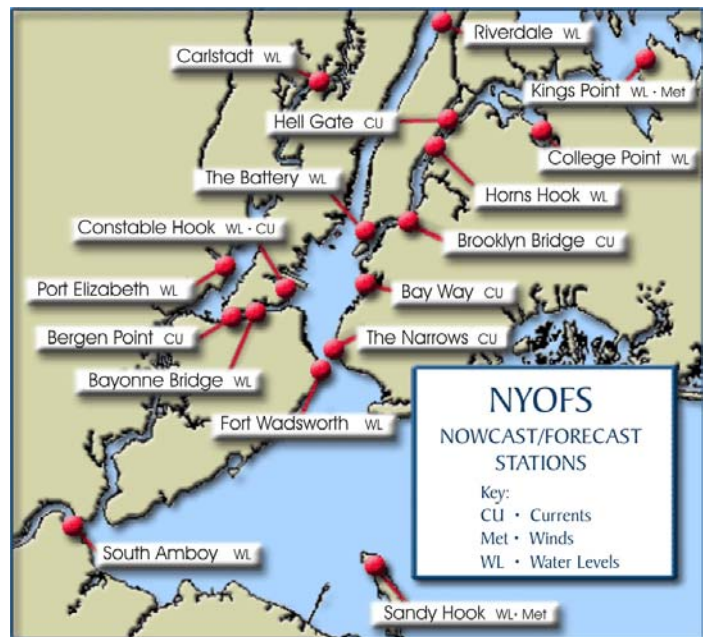 Riverdale WL
Carlstadt WL
Kings Point WL • Met
Hell Gate CU
College Point WL
The Battery WL
Horns Hook WL
Constable Hook WL • CU
Brooklyn Bridge CU
Port Elizabeth WL
Bay Way CU
Bergen Point CU
The Narrows CU
Bayonne Bridge WL
Fort Wadsworth WL
NYOFS
NOWCAST/FORECAST
STATIONS
Key:
CU • Currents
Met • Winds
WL • Water Levels
South Amboy WL
Sandy Hook WL • Met